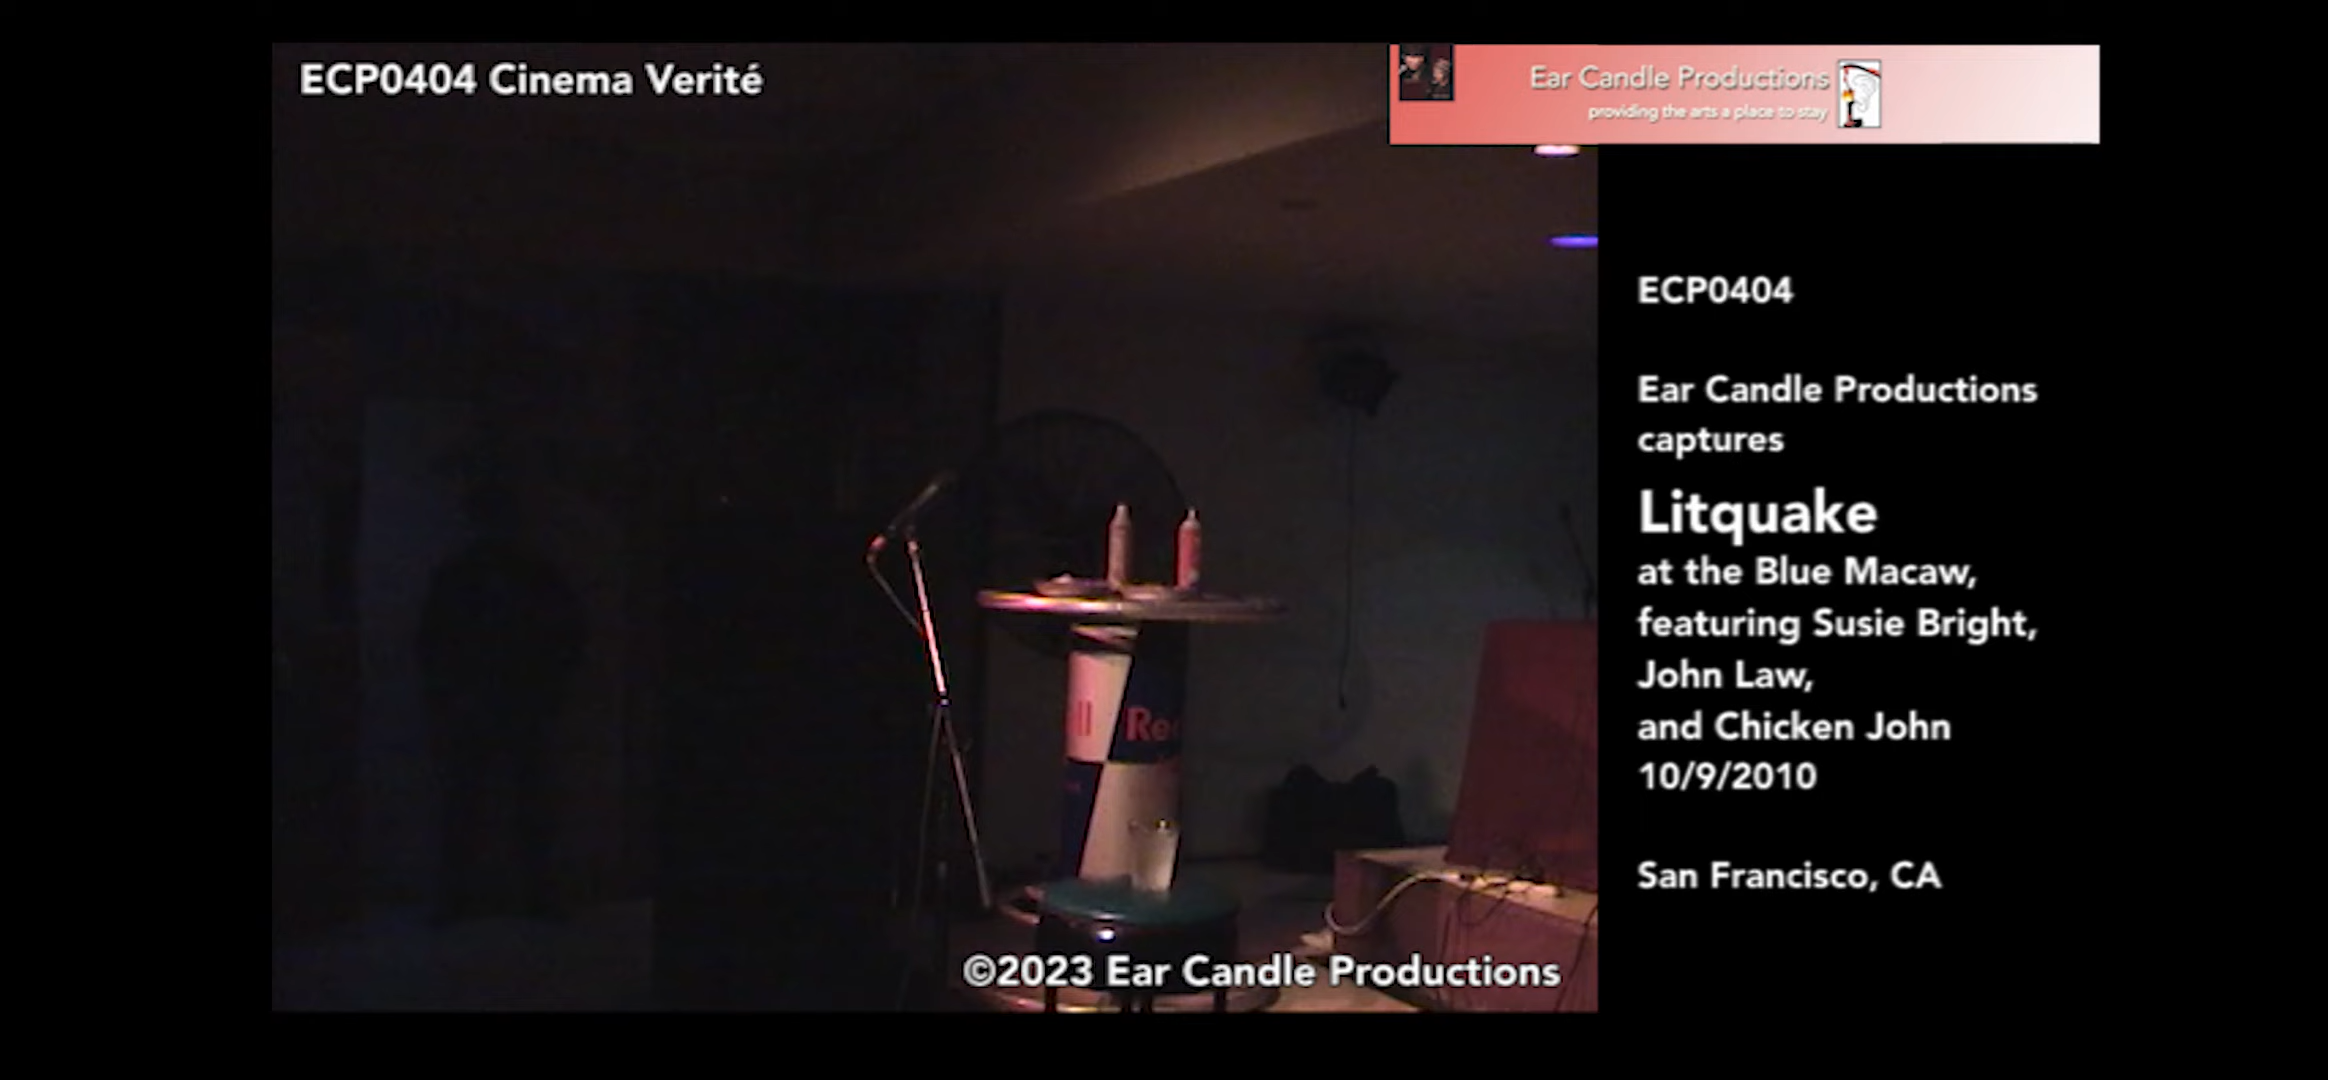 ECP0404 Cinema Verité
Ear Candle Productions
providing the arts a place to stay
ECP0404
Ear Candle Productions
captures
Litquake
at the Blue Macaw,
featuring Susie Bright,
John Law,
and Chicken John
10/9/2010
San Francisco, CA
ll Red
©2023 Ear Candle Productions